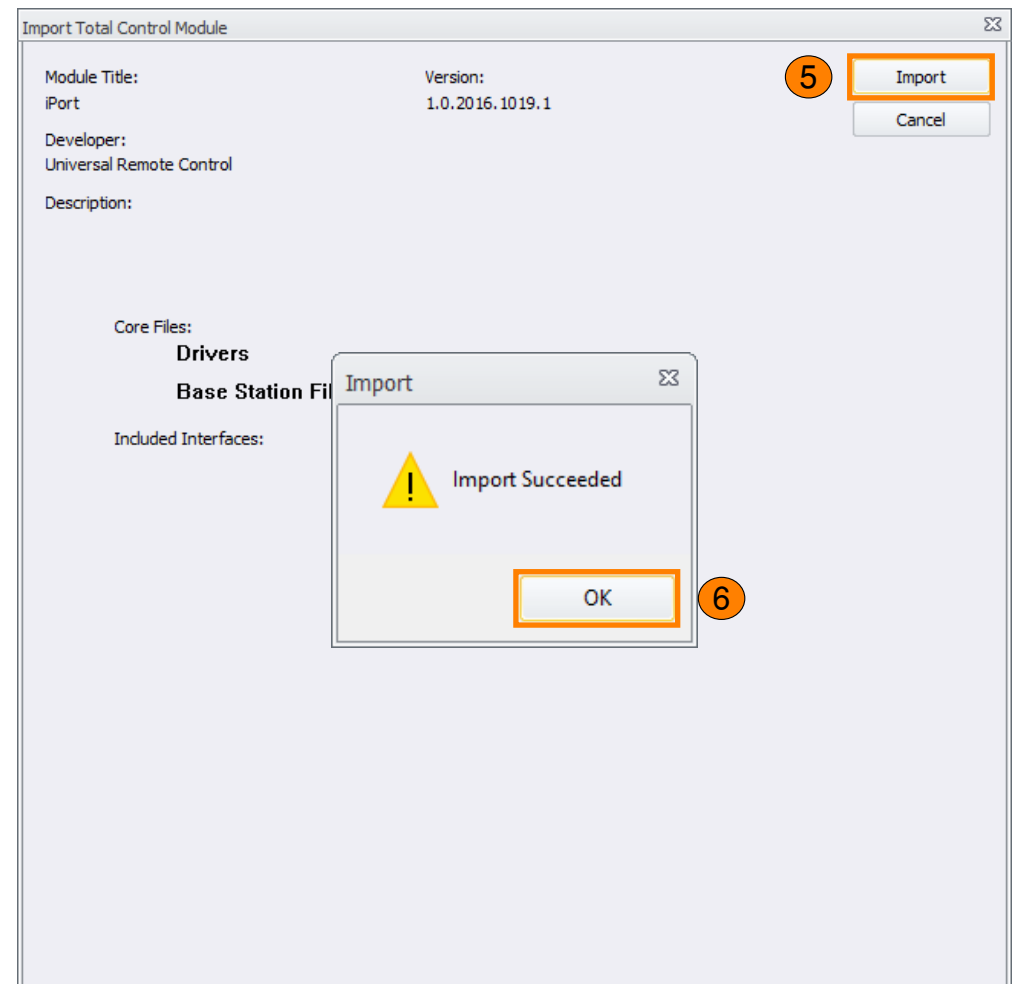 Import Total Control Module
Module Title:
Version:
5
Import
iPort
1.0.2016.1019.1
Cancel
Developer:
Universal Remote Control
Description:
Core Files:
Drivers
Base Station Fil
Import
Included Interfaces:
! Import Succeeded
OK
6